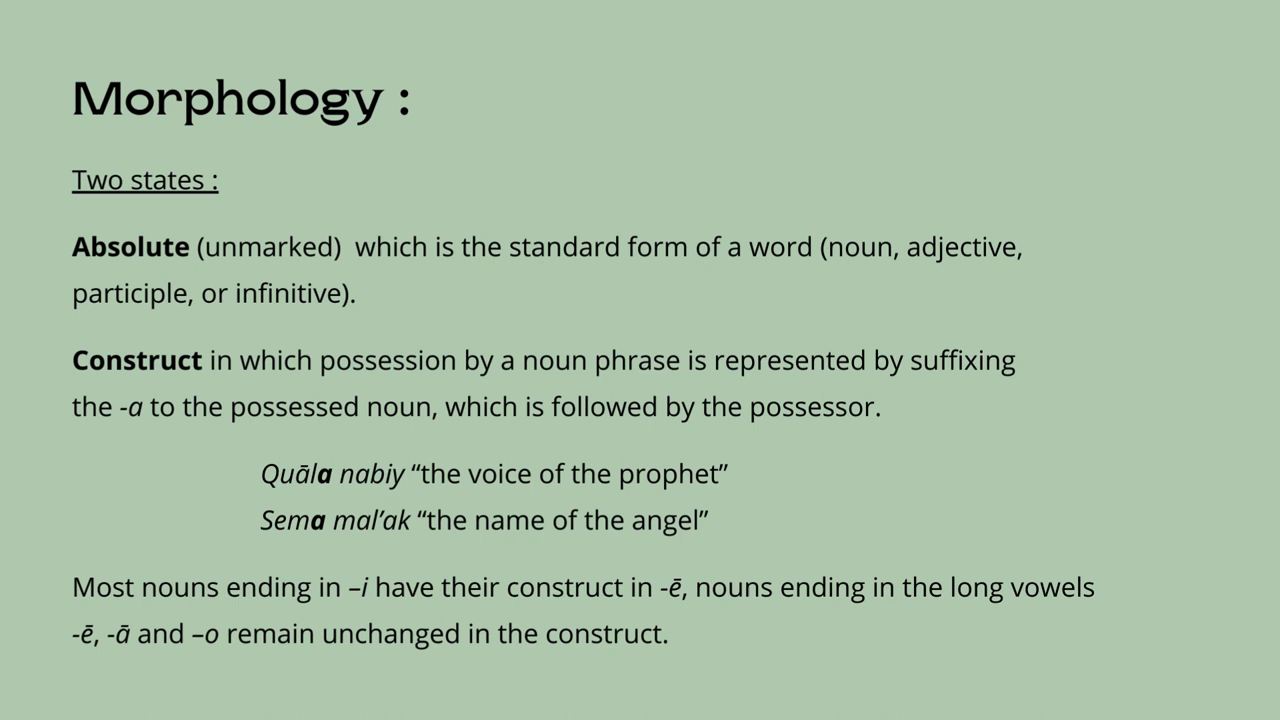 Morphology :
Two states :
Absolute (unmarked)  which is the standard form of a word (noun, adjective,
participle, or infinitive).
Construct in which possession by a noun phrase is represented by suffixing
the -a to the possessed noun, which is followed by the possessor.
Quāla nabiy “the voice of the prophet”
Sema mal’ak “the name of the angel”
Most nouns ending in –i have their construct in -ē, nouns ending in the long vowels
-ē, -ā and –o remain unchanged in the construct.